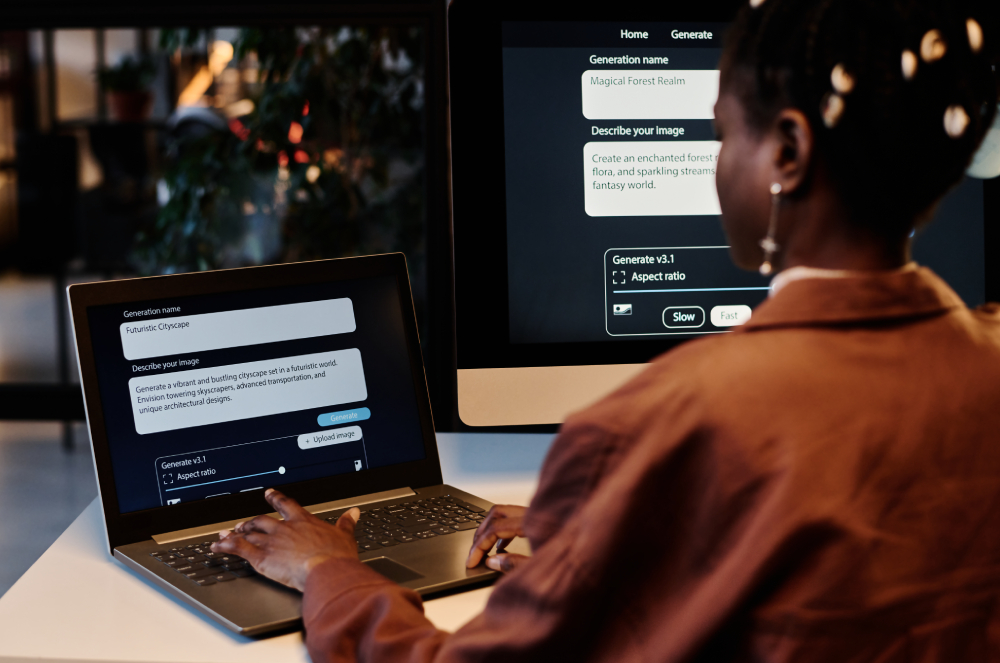 Generation name
Futuristic Cityscape
Describe your image
Generate a vibrant and bustling cityscape set in a futuristic world.
Envision towering skyscrapers, advanced transportation, and
unique architectural designs.
Generate
+ Upload image
Generate v3.1
Aspect ratio
Home Generate
Generation name
Magical Forest Realm
Describe your image
Create an enchanted forest
flora, and sparkling streams
fantasy world.
Generate v3.1
Aspect ratio
Slow Fast